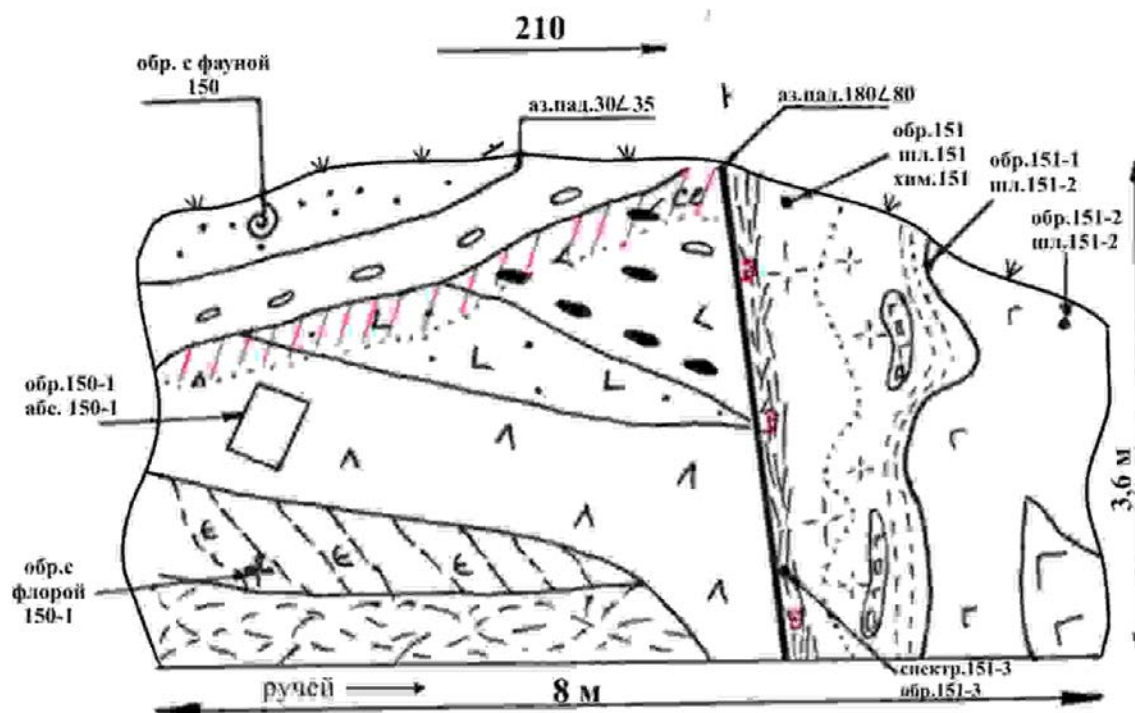 210
обр. с фауной
150
аз.пад.30∠35
аз.пад.180∠80
обр.151
шл.151
хим.151
обр.151-1
шл.151-2
обр.151-2
шл.151-2
обр.150-1
абс. 150-1
3,6 м
обр.с
флорой
150-1
спектр.151-3
обр.151-3
ручей
8 м